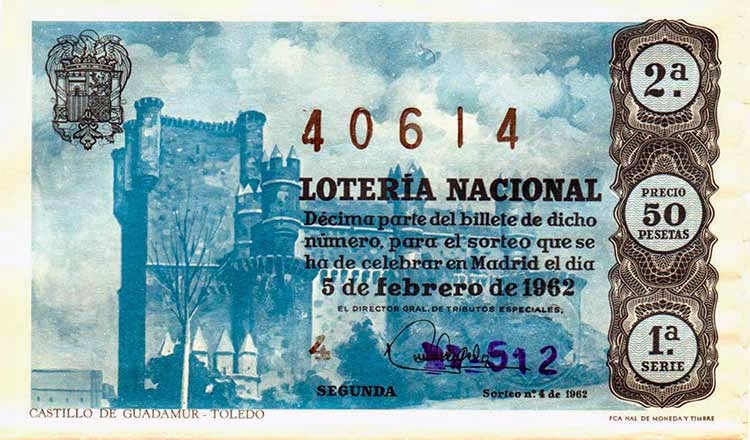 40614
2ª.
LOTERÍA NACIONAL
Décima parte del billete de dicho
número, para el sorteo que se
ha de celebrar en Madrid el día
5 de febrero de 1962
PRECIO
50
PESETAS
EL DIRECTOR GRAL. DE TRIBUTOS ESPECIALES,
4
512
1ª.
SERIE
SEGUNDA
Sorteo nº. 4 de 1962
CASTILLO DE GUADAMUR - TOLEDO
FCA NAL DE MONEDA Y TIMBRE